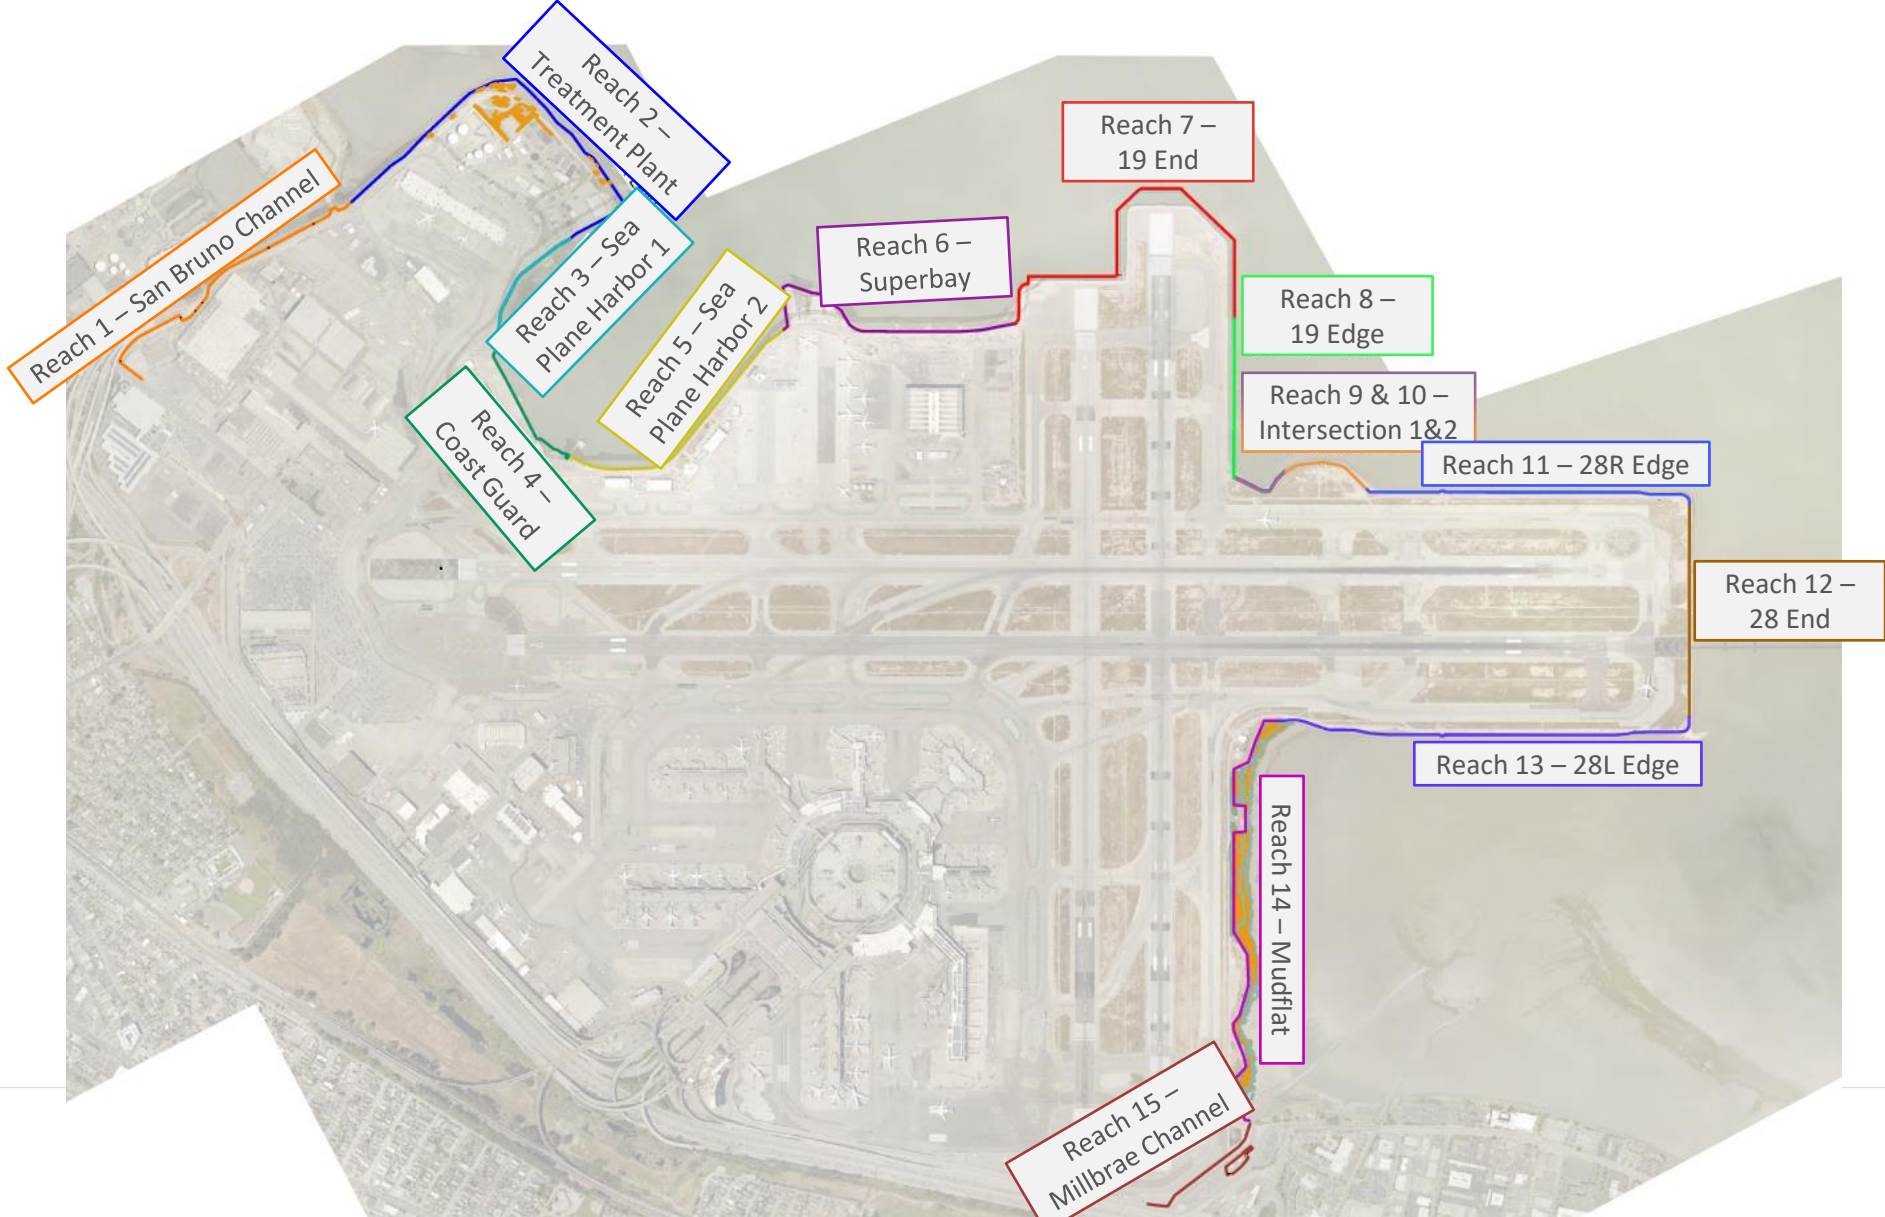 Reach 1 – San Bruno Channel
Reach 2 –
Treatment Plant
Reach 3 – Sea
Plane Harbor 1
Reach 4 –
Coast Guard
Reach 5 – Sea
Plane Harbor 2
Reach 6 –
Superbay
Reach 7 –
19 End
Reach 8 –
19 Edge
Reach 9 & 10 –
Intersection 1&2
Reach 11 – 28R Edge
Reach 12 –
28 End
Reach 13 – 28L Edge
Reach 14 – Mudflat
Reach 15 –
Millbrae Channel